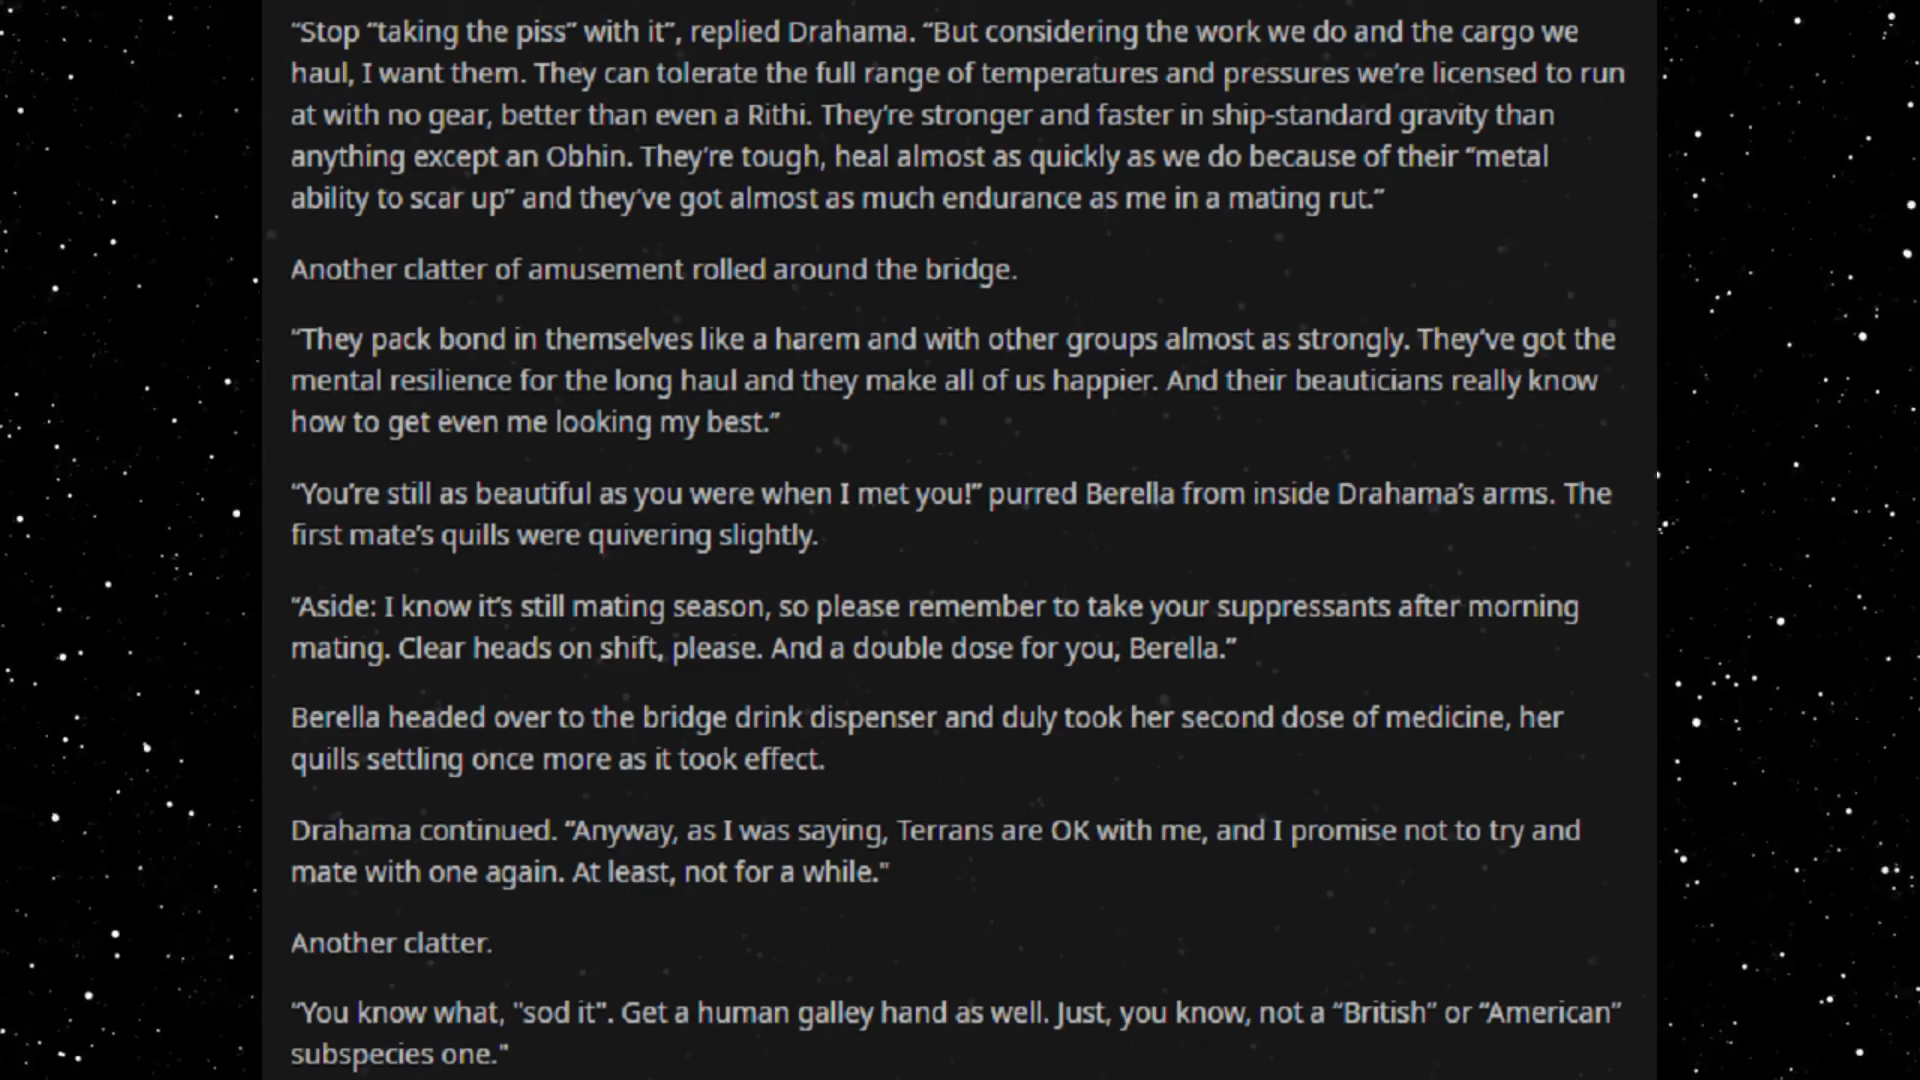 “Stop “taking the piss” with it”, replied Drahama. “But considering the work we do and the cargo we
haul, I want them. They can tolerate the full range of temperatures and pressures we’re licensed to run
at with no gear, better than even a Rithi. They’re stronger and faster in ship-standard gravity than
anything except an Obhin. They’re tough, heal almost as quickly as we do because of their “metal
ability to scar up” and they’ve got almost as much endurance as me in a mating rut.”
Another clatter of amusement rolled around the bridge.
“They pack bond in themselves like a harem and with other groups almost as strongly. They’ve got the
mental resilience for the long haul and they make all of us happier. And their beauticians really know
how to get even me looking my best.”
“You’re still as beautiful as you were when I met you!” purred Berella from inside Drahama’s arms. The
first mate’s quills were quivering slightly.
“Aside: I know it’s still mating season, so please remember to take your suppressants after morning
mating. Clear heads on shift, please. And a double dose for you, Berella.”
Berella headed over to the bridge drink dispenser and duly took her second dose of medicine, her
quills settling once more as it took effect.
Drahama continued. “Anyway, as I was saying, Terrans are OK with me, and I promise not to try and
mate with one again. At least, not for a while."
Another clatter.
“You know what, "sod it". Get a human galley hand as well. Just, you know, not a “British” or “American”
subspecies one."